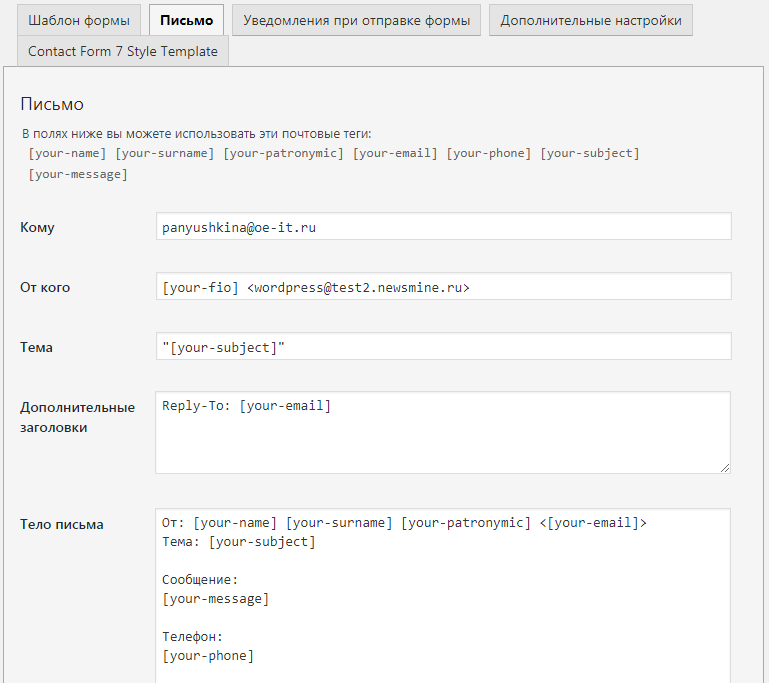 Шаблон формы Письмо Уведомления при отправке формы Дополнительные настройки
Contact Form 7 Style Template
Письмо
В полях ниже вы можете использовать эти почтовые теги:
[your-name] [your-surname] [your-patronymic] [your-email] [your-phone] [your-subject]
[your-message]
Кому panyushkina@oe-it.ru
От кого [your-fio] <wordpress@test2.newsmine.ru>
Тема "[your-subject]"
Дополнительные Reply-To: [your-email]
заголовки
Тело письма От: [your-name] [your-surname] [your-patronymic] <[your-email]>
Тема: [your-subject]
Сообщение:
[your-message]
Телефон:
[your-phone]